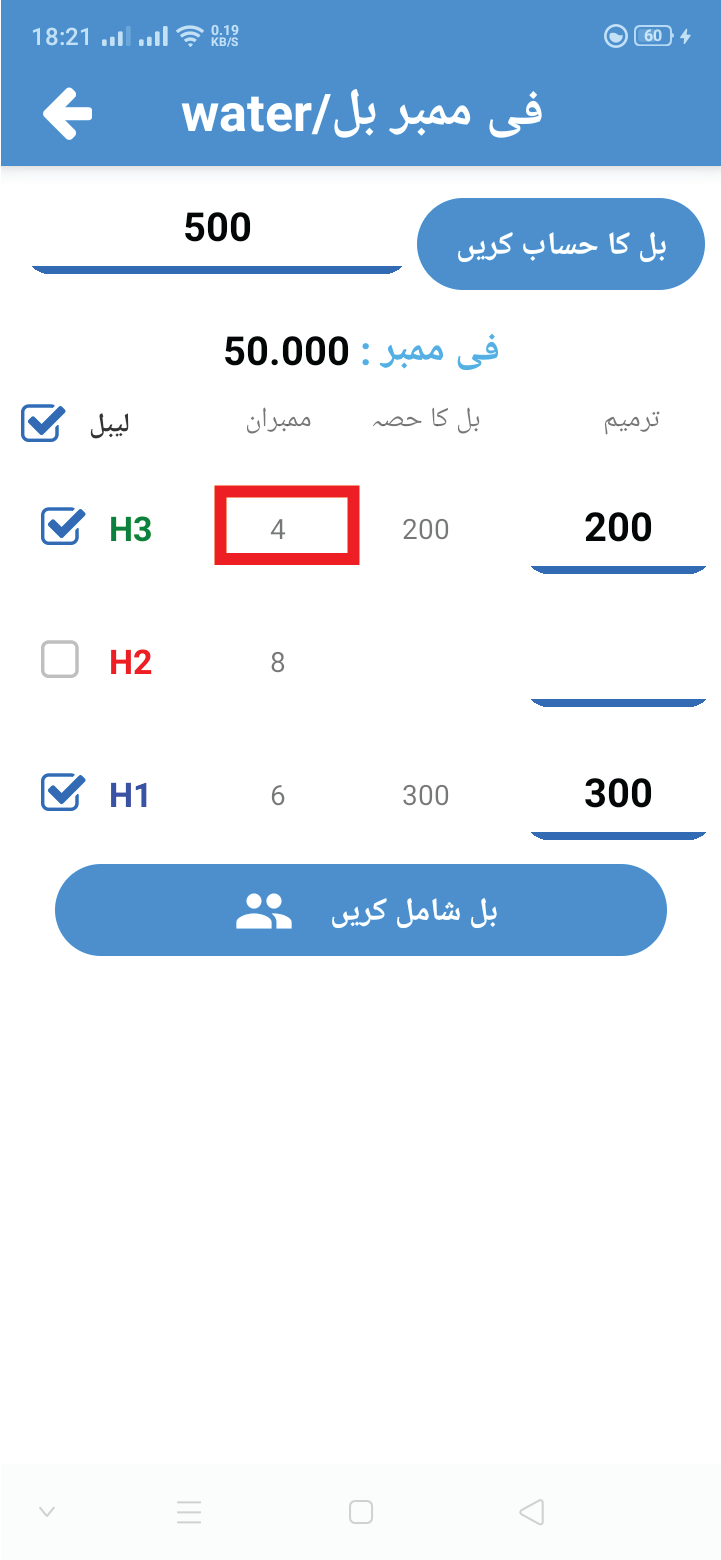 18:21 0.19 KB/S 60
فی ممبر بل/water
500
بل کا حساب کریں
فی ممبر : 50.000
لیبل ممبران بل کا حصہ ترمیم
H3 4 200 200
H2 8
H1 6 300 300
بل شامل کریں